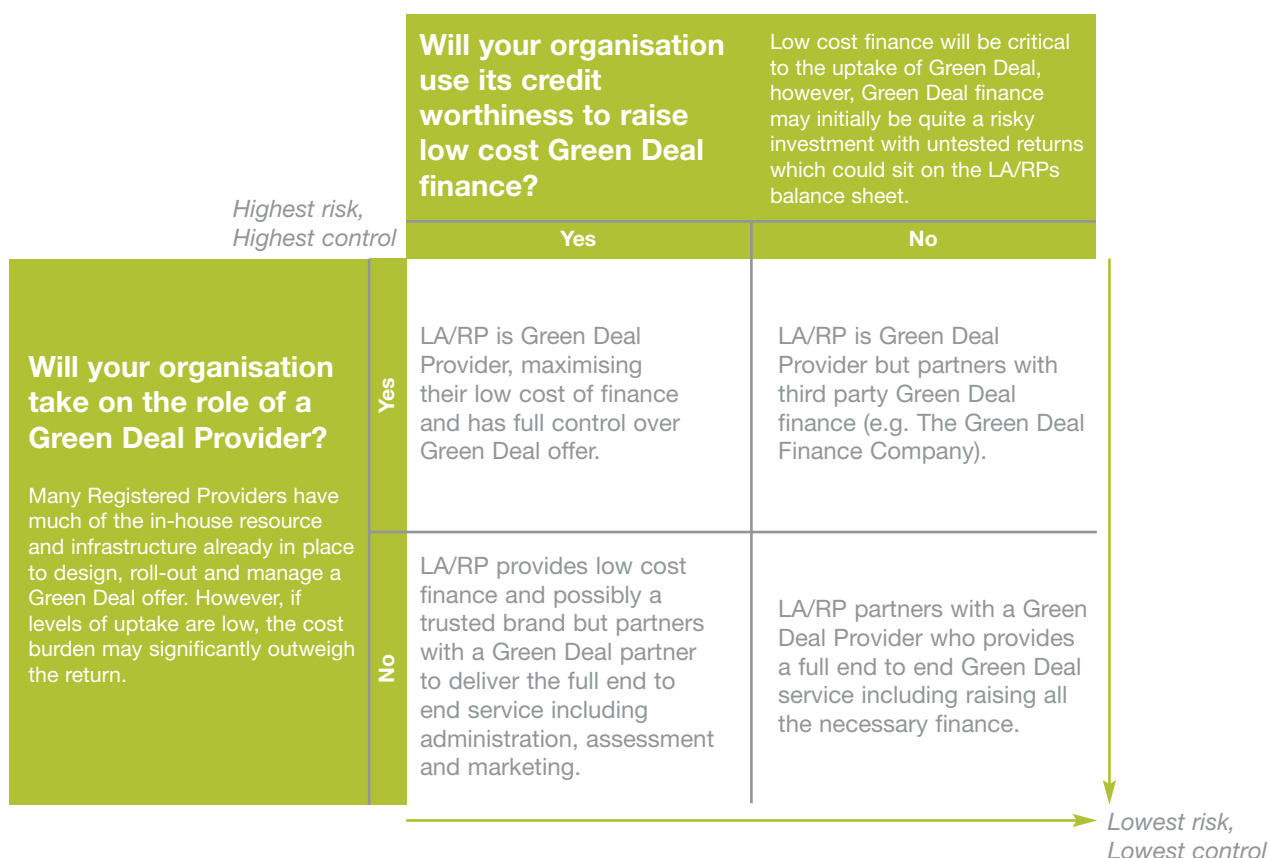 Will your organisation
use its credit
worthiness to raise
low cost Green Deal
finance?
Low cost finance will be critical
to the uptake of Green Deal,
however, Green Deal finance
may initially be quite a risky
investment with untested returns
which could sit on the LA/RPs
balance sheet.
Highest risk,
Highest control
Yes
No
Will your organisation
take on the role of a
Green Deal Provider?
Many Registered Providers have
much of the in-house resource
and infrastructure already in place
to design, roll-out and manage a
Green Deal offer. However, if
levels of uptake are low, the cost
burden may significantly outweigh
the return.
Yes
LA/RP is Green Deal
Provider, maximising
their low cost of finance
and has full control over
Green Deal offer.
LA/RP is Green Deal
Provider but partners with
third party Green Deal
finance (e.g. The Green Deal
Finance Company).
No
LA/RP provides low cost
finance and possibly a
trusted brand but partners
with a Green Deal partner
to deliver the full end to
end service including
administration, assessment
and marketing.
LA/RP partners with a Green
Deal Provider who provides
a full end to end Green Deal
service including raising all
the necessary finance.
Lowest risk,
Lowest control